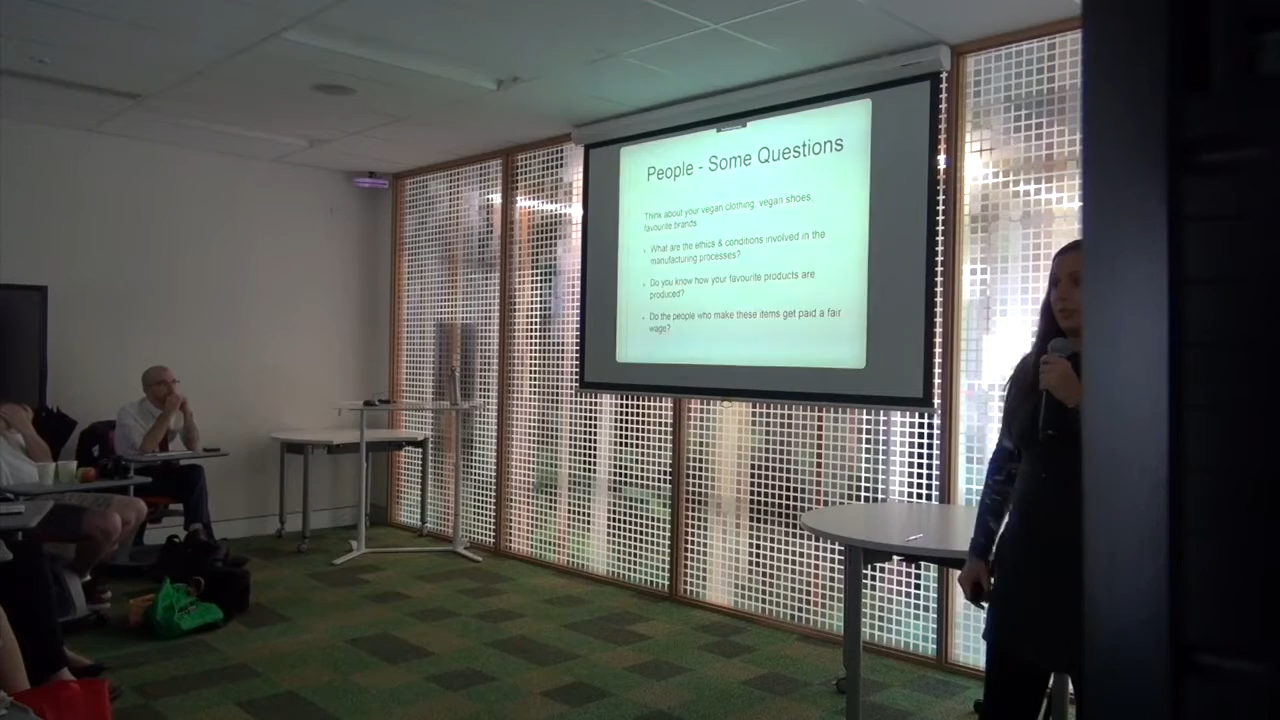 People - Some Questions
Think about your vegan clothing, vegan shoes,
favourite brands
What are the ethics & conditions involved in the
manufacturing processes?
Do you know how your favourite products are
produced?
Do the people who make these items get paid a fair
wage?